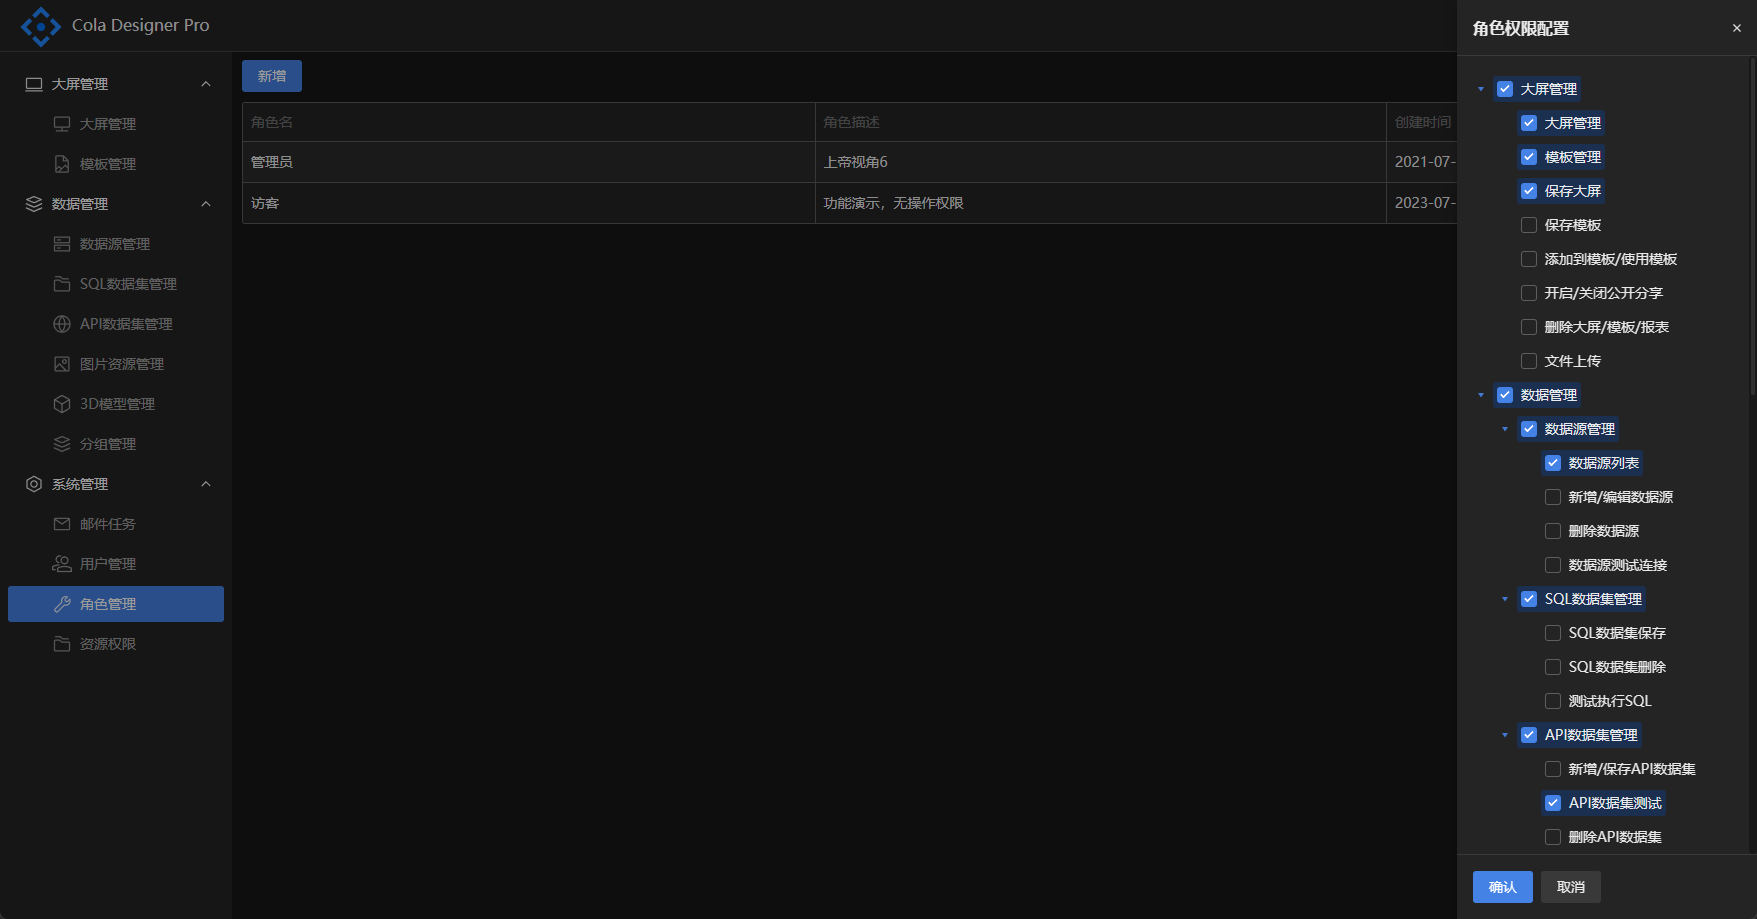 Cola Designer Pro
大屏管理
大屏管理
模板管理
数据管理
数据源管理
SQL数据集管理
API数据集管理
图片资源管理
3D模型管理
分组管理
系统管理
邮件任务
用户管理
角色管理
资源权限
新增
角色名 角色描述 创建时间
管理员 上帝视角6 2021-07-
访客 功能演示，无操作权限 2023-07-
角色权限配置
大屏管理
大屏管理
模板管理
保存大屏
保存模板
添加到模板/使用模板
开启/关闭公开分享
删除大屏/模板/报表
文件上传
数据管理
数据源管理
数据源列表
新增/编辑数据源
删除数据源
数据源测试连接
SQL数据集管理
SQL数据集保存
SQL数据集删除
测试执行SQL
API数据集管理
新增/保存API数据集
API数据集测试
删除API数据集
确认 取消